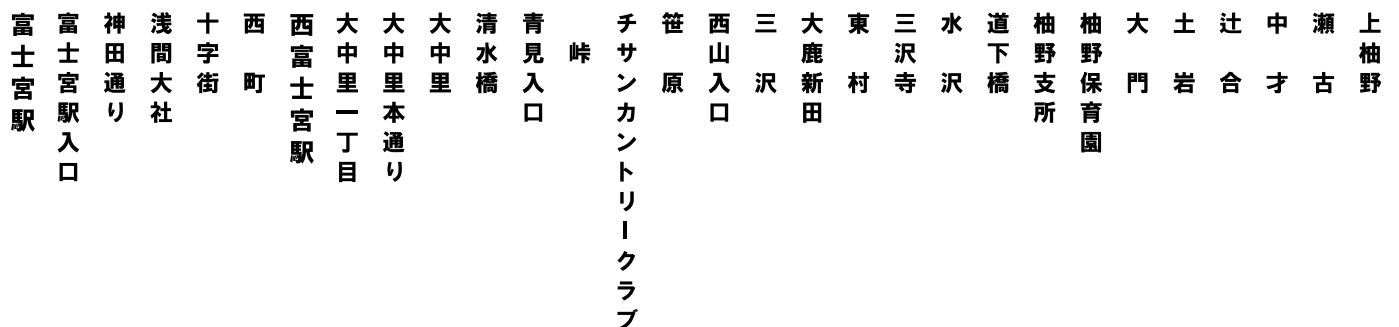 富士宮駅
富士宮駅入口
神田通り
浅間大社
十字街
西町
西富士宮駅
大中里一丁目
大中里本通り
大中里
清水橋
青見入口
峠
チサンカントリークラブ
笹原
西山入口
三沢
大鹿新田
東村
三沢寺
水沢
道下橋
柚野支所
柚野保育園
大門
土岩
辻合
中才
瀬古
上柚野